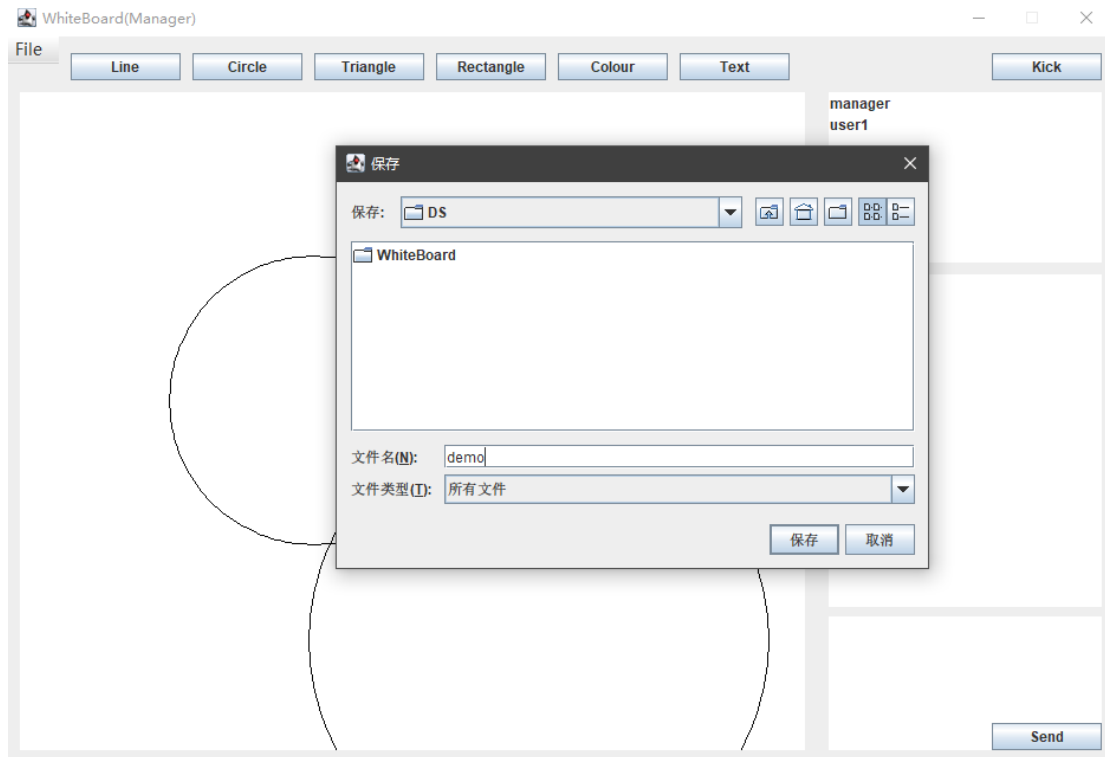 WhiteBoard(Manager)
File
Line Circle Triangle Rectangle Colour Text Kick
manager
user1
保存
保存: DS
WhiteBoard
文件名(N): demo
文件类型(T): 所有文件
保存 取消
Send